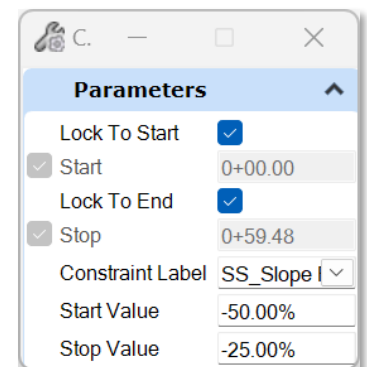 C.
Parameters
Lock To Start
Start 0+00.00
Lock To End
Stop 0+59.48
Constraint Label SS_Slope
Start Value -50.00%
Stop Value -25.00%